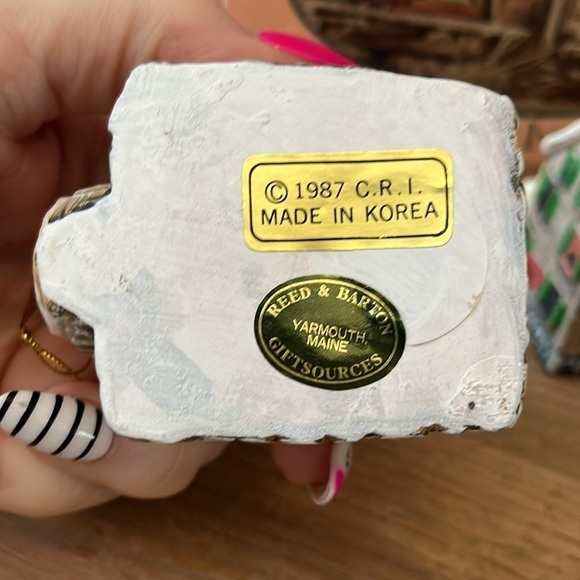 © 1987 C.R.I.
MADE IN KOREA
REED & BARTON
YARMOUTH,
MAINE
GIFTSOURCES